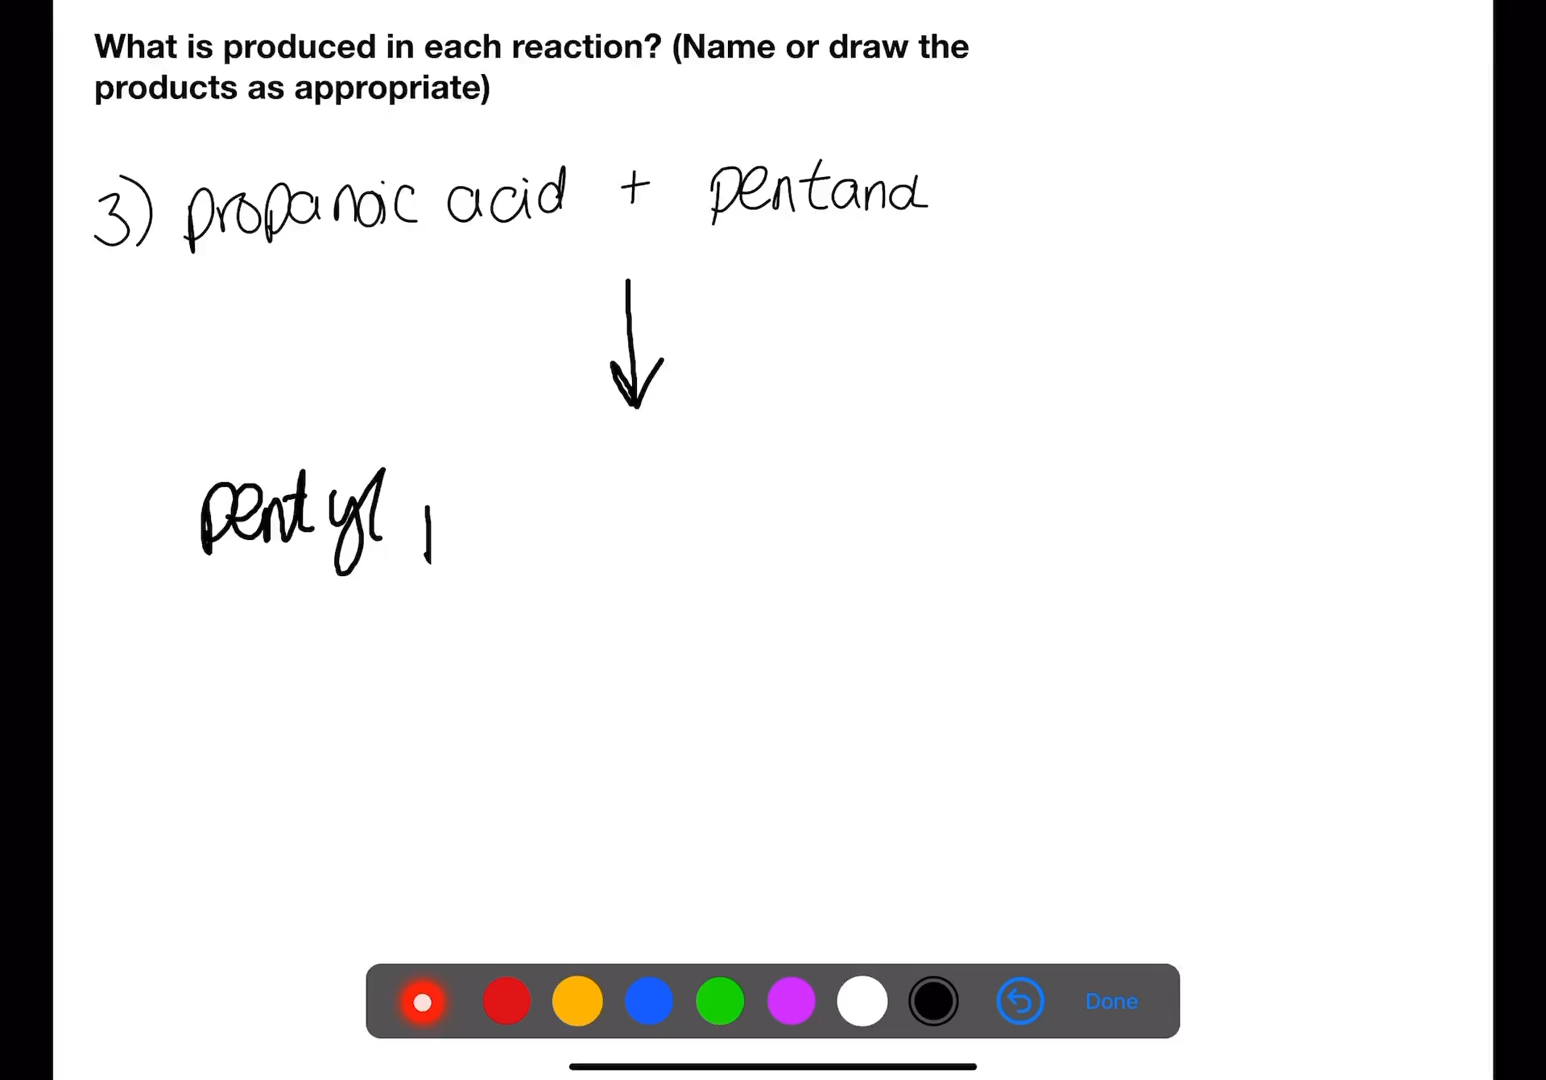 What is produced in each reaction? (Name or draw the
products as appropriate)
3) propanoic acid + pentanol
pentyl
Done